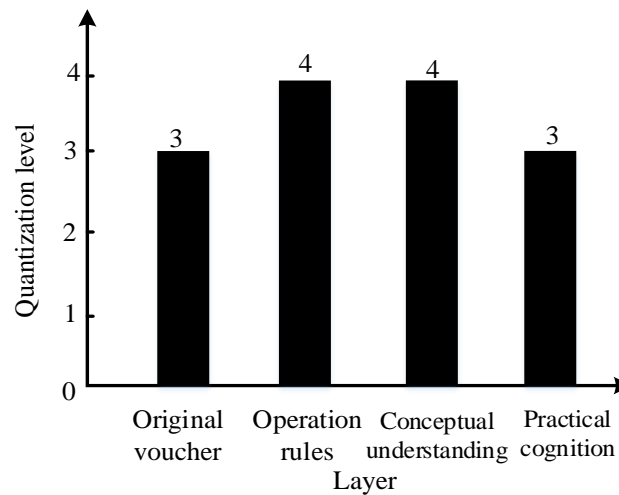 4
4
4
3
3
3
2
1
0
Quantization level
Original
voucher
Operation
rules
Conceptual
understanding
Practical
cognition
Layer